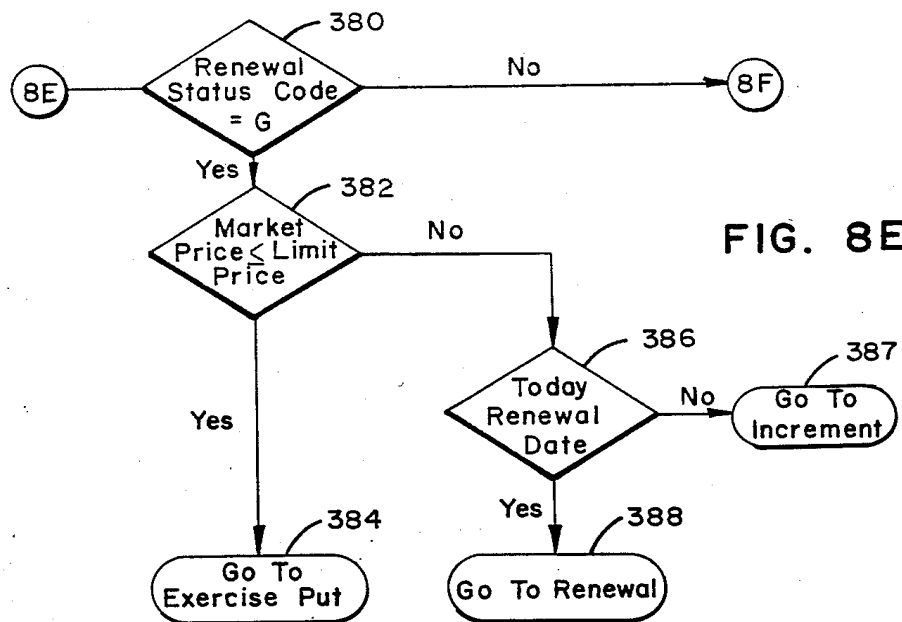 380
8E
Renewal
Status Code
= G
No
8F
Yes
382
Market
Price ≤ Limit
Price
No
FIG. 8E
386
Today
Renewal
Date
No
387
Go To
Increment
Yes
Yes
384
Go To
Exercise Put
388
Go To Renewal